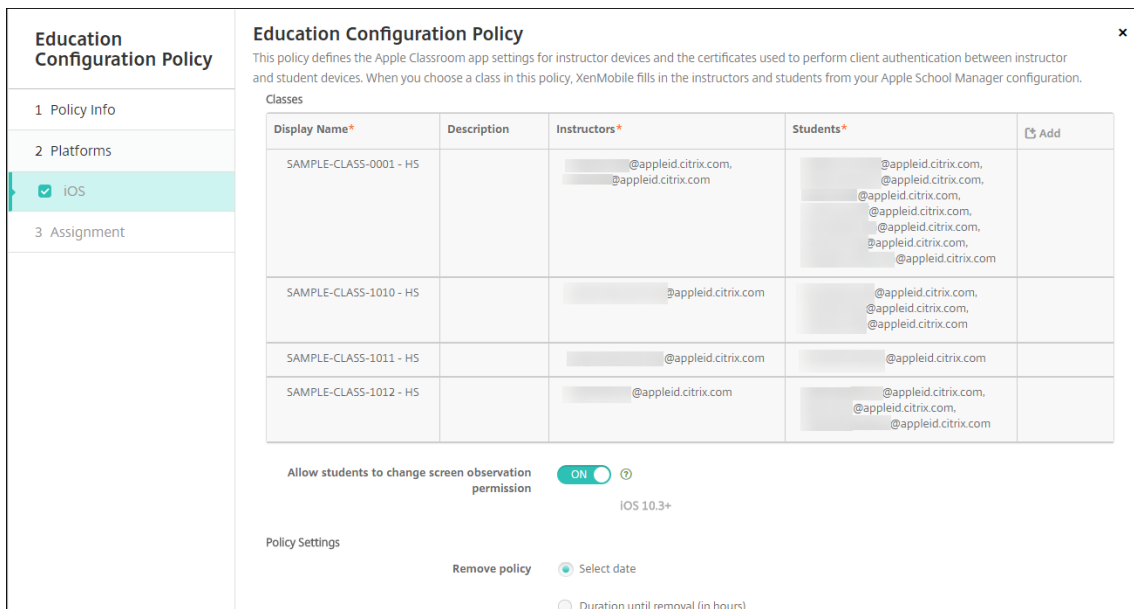 Education
Configuration Policy
1 Policy Info
2 Platforms
iOS
3 Assignment
Education Configuration Policy
×
This policy defines the Apple Classroom app settings for instructor devices and the certificates used to perform client authentication between instructor
and student devices. When you choose a class in this policy, XenMobile fills in the instructors and students from your Apple School Manager configuration.
Classes
Display Name* Description Instructors* Students* Add
SAMPLE-CLASS-0001 - HS @appleid.citrix.com, @appleid.citrix.com,
@appleid.citrix.com @appleid.citrix.com,
@appleid.citrix.com,
@appleid.citrix.com,
@appleid.citrix.com,
@appleid.citrix.com,
@appleid.citrix.com
SAMPLE-CLASS-1010 - HS @appleid.citrix.com @appleid.citrix.com,
@appleid.citrix.com,
@appleid.citrix.com
SAMPLE-CLASS-1011 - HS @appleid.citrix.com @appleid.citrix.com
SAMPLE-CLASS-1012 - HS @appleid.citrix.com @appleid.citrix.com,
@appleid.citrix.com,
@appleid.citrix.com
Allow students to change screen observation
permission
ON ?
iOS 10.3+
Policy Settings
Remove policy Select date
Duration until removal (in hours)